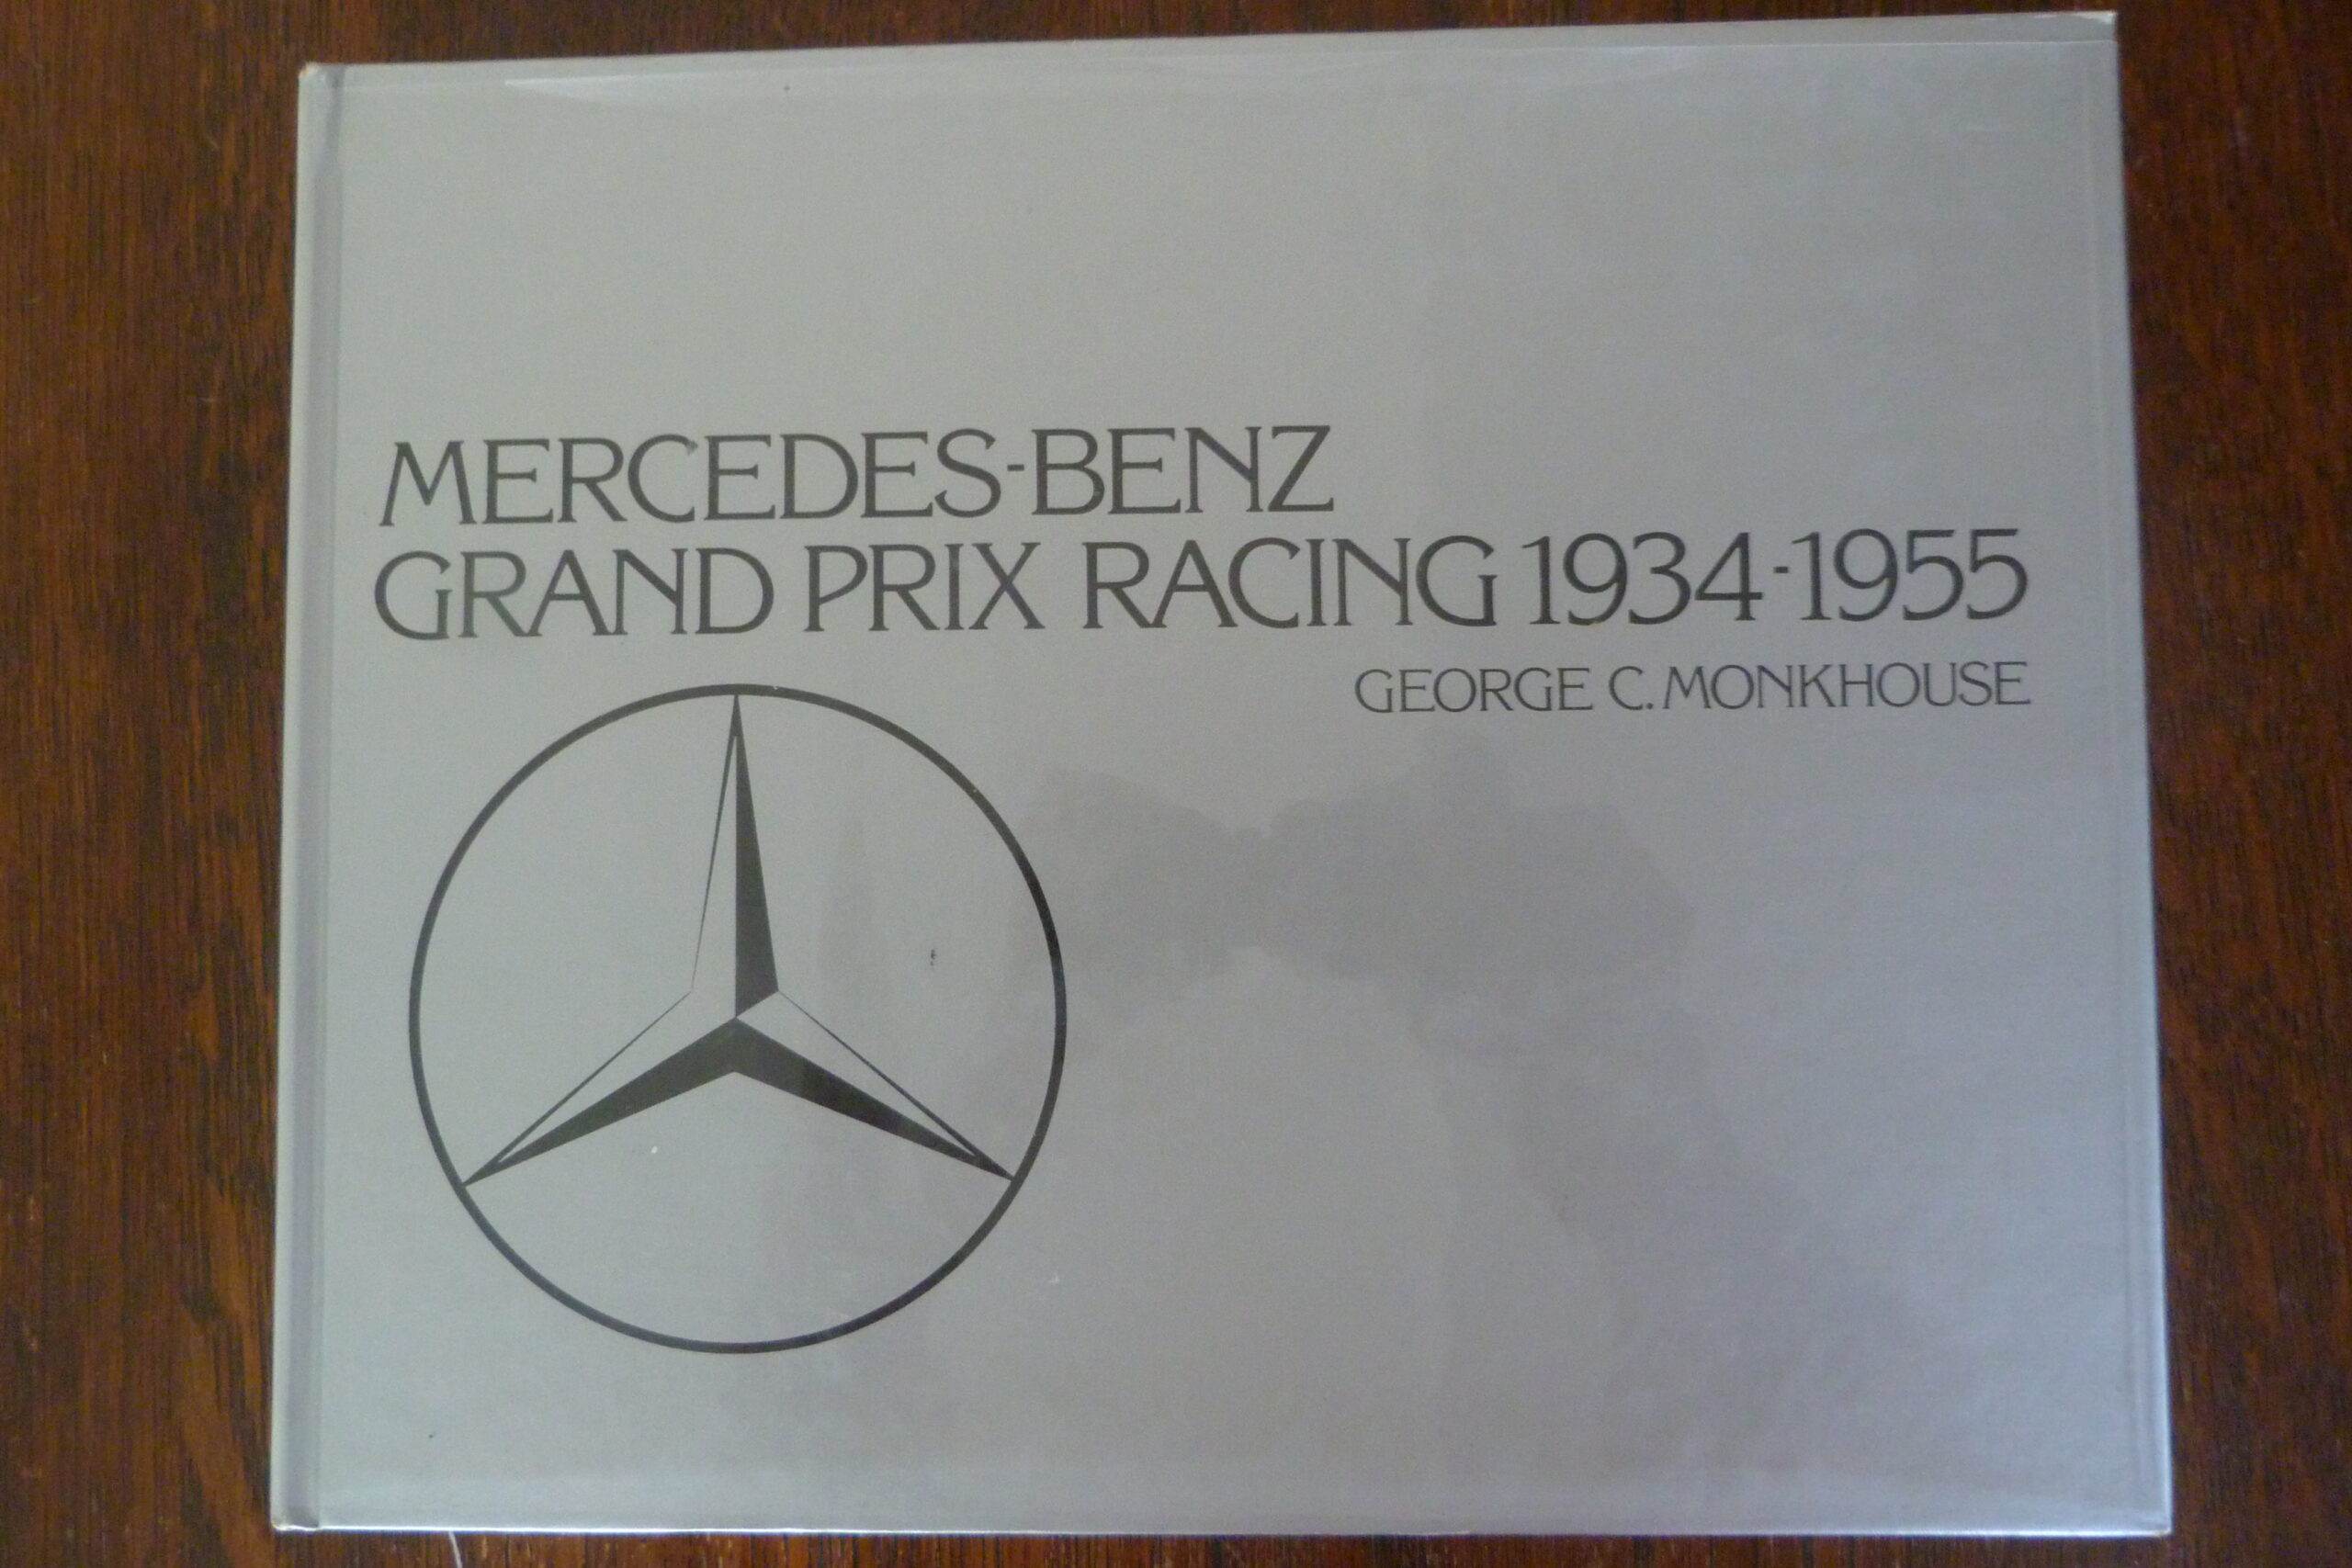 MERCEDES-BENZ
GRAND PRIX RACING 1934-1955
GEORGE C. MONKHOUSE